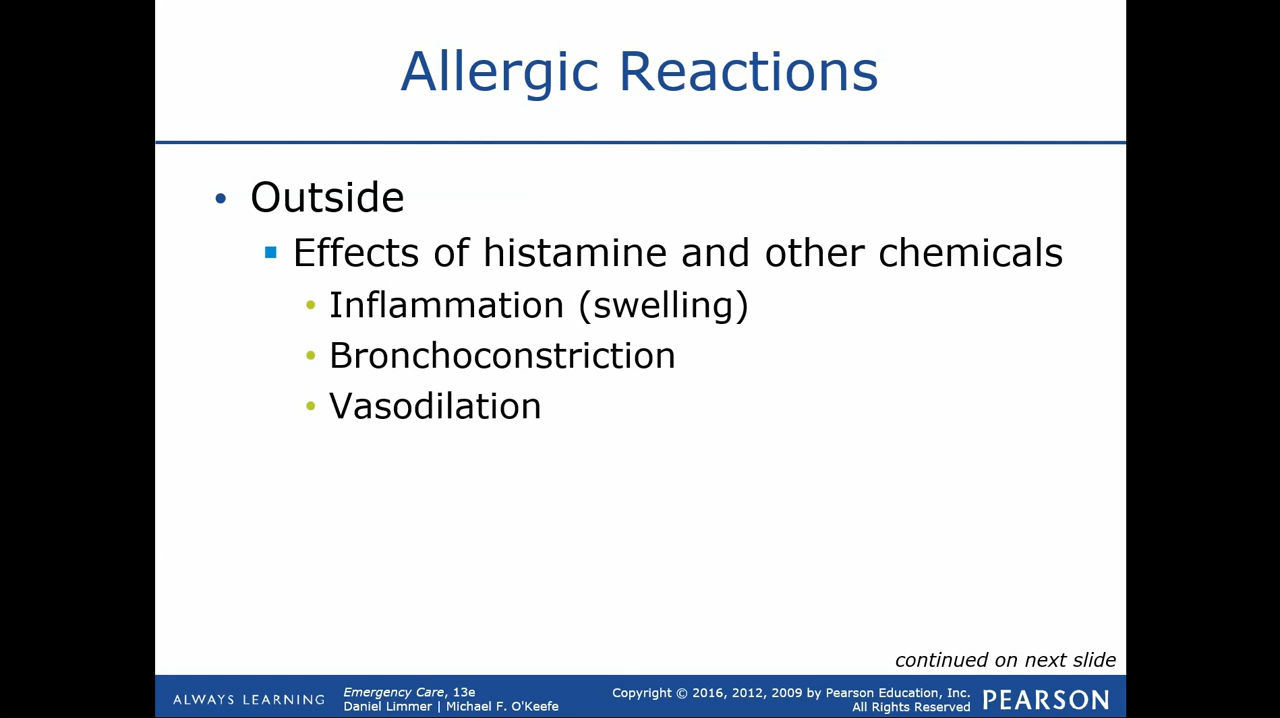 Allergic Reactions
• Outside
▪ Effects of histamine and other chemicals
• Inflammation (swelling)
• Bronchoconstriction
• Vasodilation
continued on next slide
ALWAYS LEARNING
Emergency Care, 13e
Daniel Limmer | Michael F. O'Keefe
Copyright © 2016, 2012, 2009 by Pearson Education, Inc.
All Rights Reserved
PEARSON